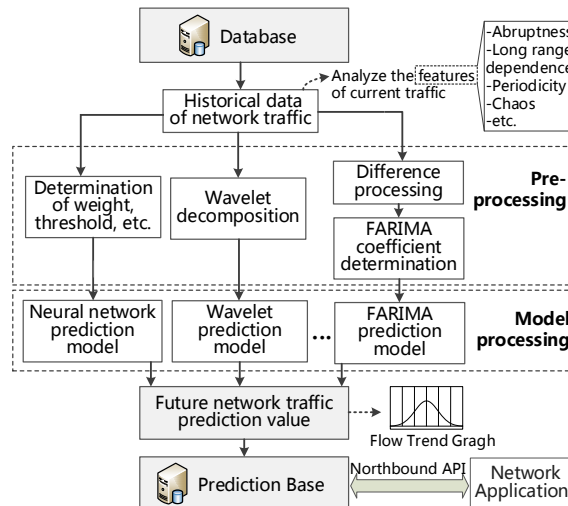 Database
Historical data
of network traffic
Analyze the features
of current traffic
-Abruptness
-Long range
dependence
-Periodicity
-Chaos
-etc.
Determination
of weight,
threshold, etc.
Wavelet
decomposition
Difference
processing
FARIMA
coefficient
determination
Pre-
processing
Neural network
prediction
model
Wavelet
prediction
model
...
FARIMA
prediction
model
Model
processing
Future network traffic
prediction value
Flow Trend Gragh
Prediction Base
Northbound API
Network
Application